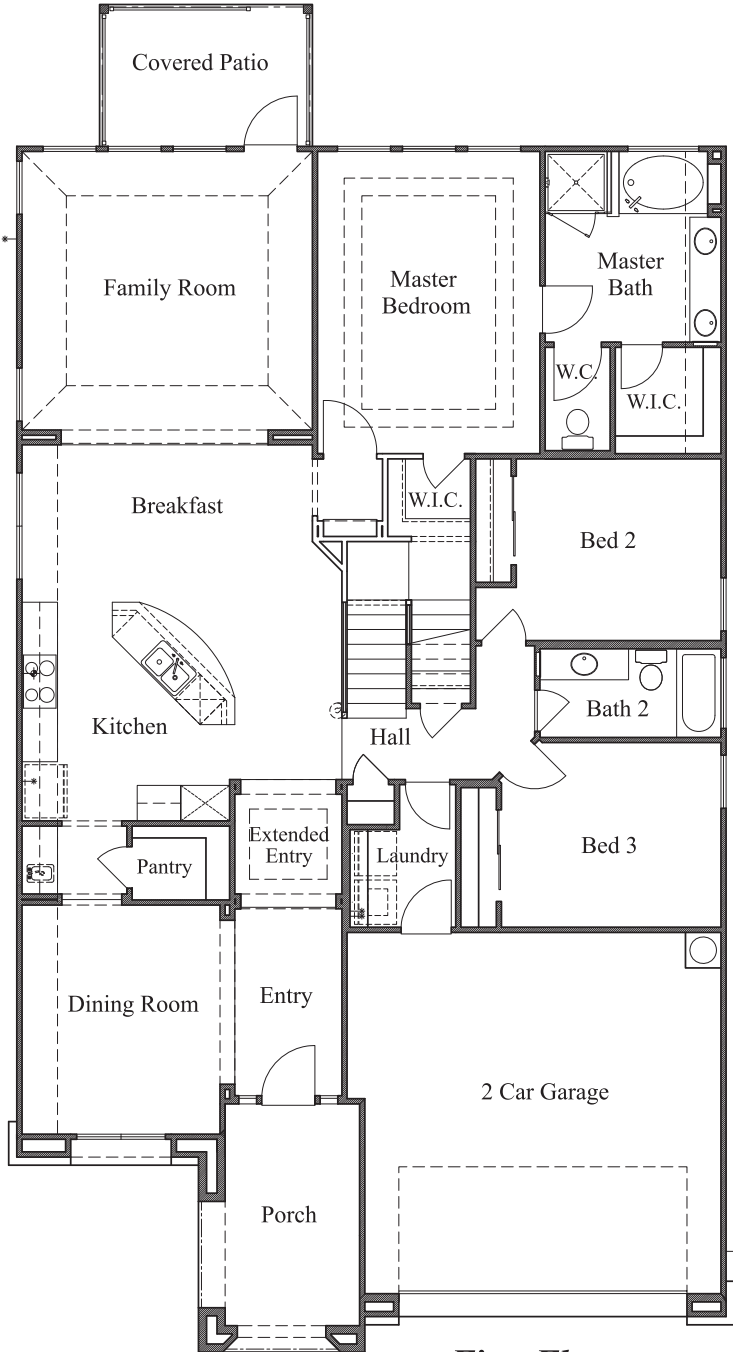 Covered Patio
Family Room
Master
Bedroom
Master
Bath
W.C.
W.I.C.
Breakfast
W.I.C.
Bed 2
Kitchen
Hall
Bath 2
Extended
Entry
Pantry
Laundry
Bed 3
Dining Room
Entry
2 Car Garage
Porch